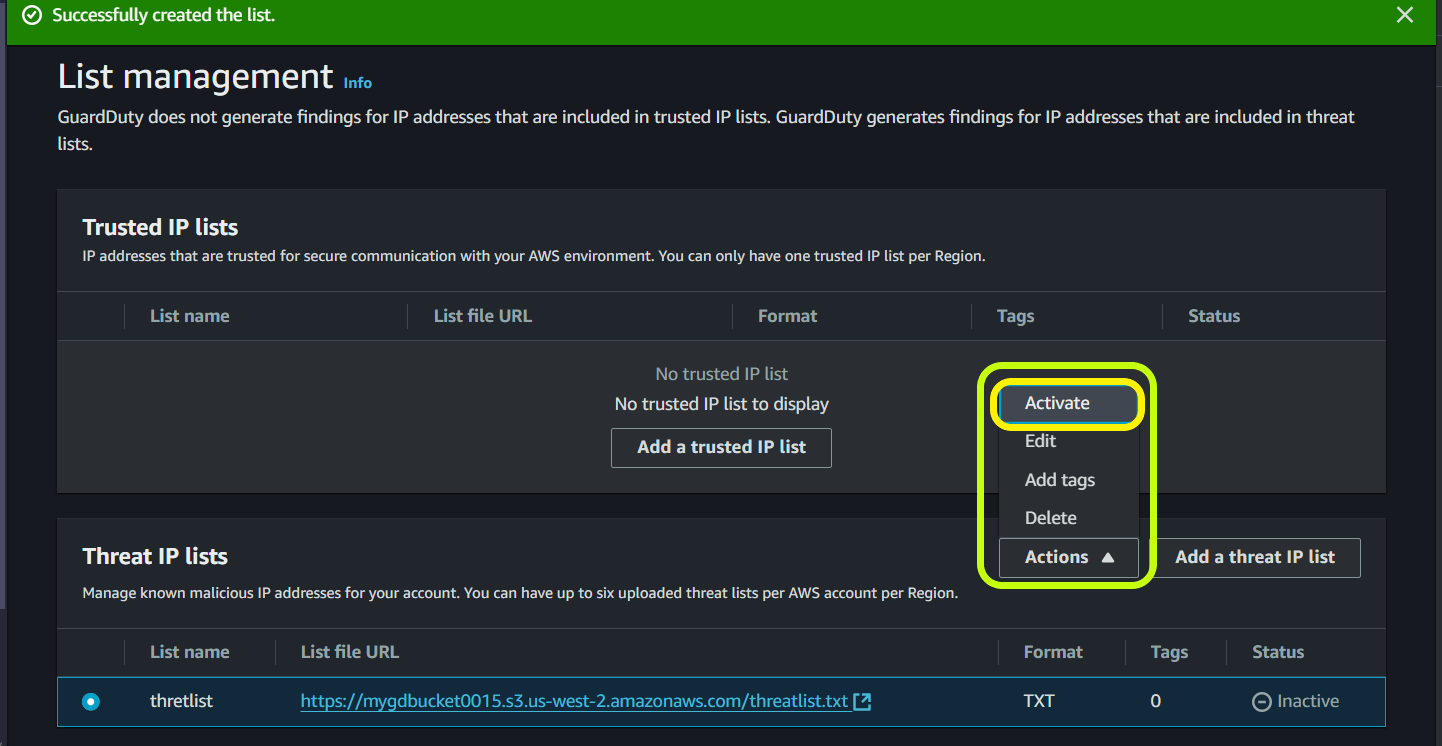 Successfully created the list.
List management Info
GuardDuty does not generate findings for IP addresses that are included in trusted IP lists. GuardDuty generates findings for IP addresses that are included in threat
lists.
Trusted IP lists
IP addresses that are trusted for secure communication with your AWS environment. You can only have one trusted IP list per Region.
List name List file URL Format Tags Status
No trusted IP list
No trusted IP list to display
Add a trusted IP list
Activate
Edit
Add tags
Delete
Threat IP lists
Actions Add a threat IP list
Manage known malicious IP addresses for your account. You can have up to six uploaded threat lists per AWS account per Region.
List name List file URL Format Tags Status
thretlist https://mygdbucket0015.s3.us-west-2.amazonaws.com/threatlist.txt TXT 0 Inactive